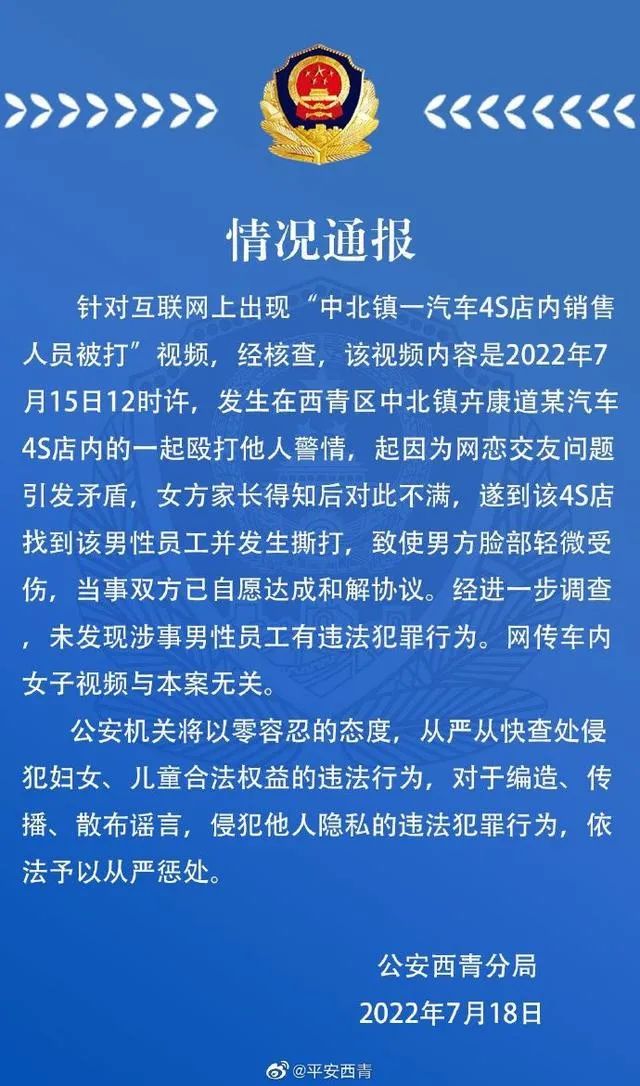 情况通报
针对互联网上出现“中北镇一汽车4S店内销售
人员被打”视频，经核查，该视频内容是2022年7
月15日12时许，发生在西青区中北镇卉康道某汽车
4S店内的一起殴打他人警情，起因为网恋交友问题
引发矛盾，女方家长得知后对此不满，遂到该4S店
找到该男性员工并发生撕打，致使男方脸部轻微受
伤，当事双方已自愿达成和解协议。经进一步调查
，未发现涉事男性员工有违法犯罪行为。网传车内
女子视频与本案无关。
公安机关将以零容忍的态度，从严从快查处侵
犯妇女、儿童合法权益的违法行为，对于编造、传
播、散布谣言，侵犯他人隐私的违法犯罪行为，依
法予以从严惩处。
公安西青分局
2022年7月18日
@平安西青